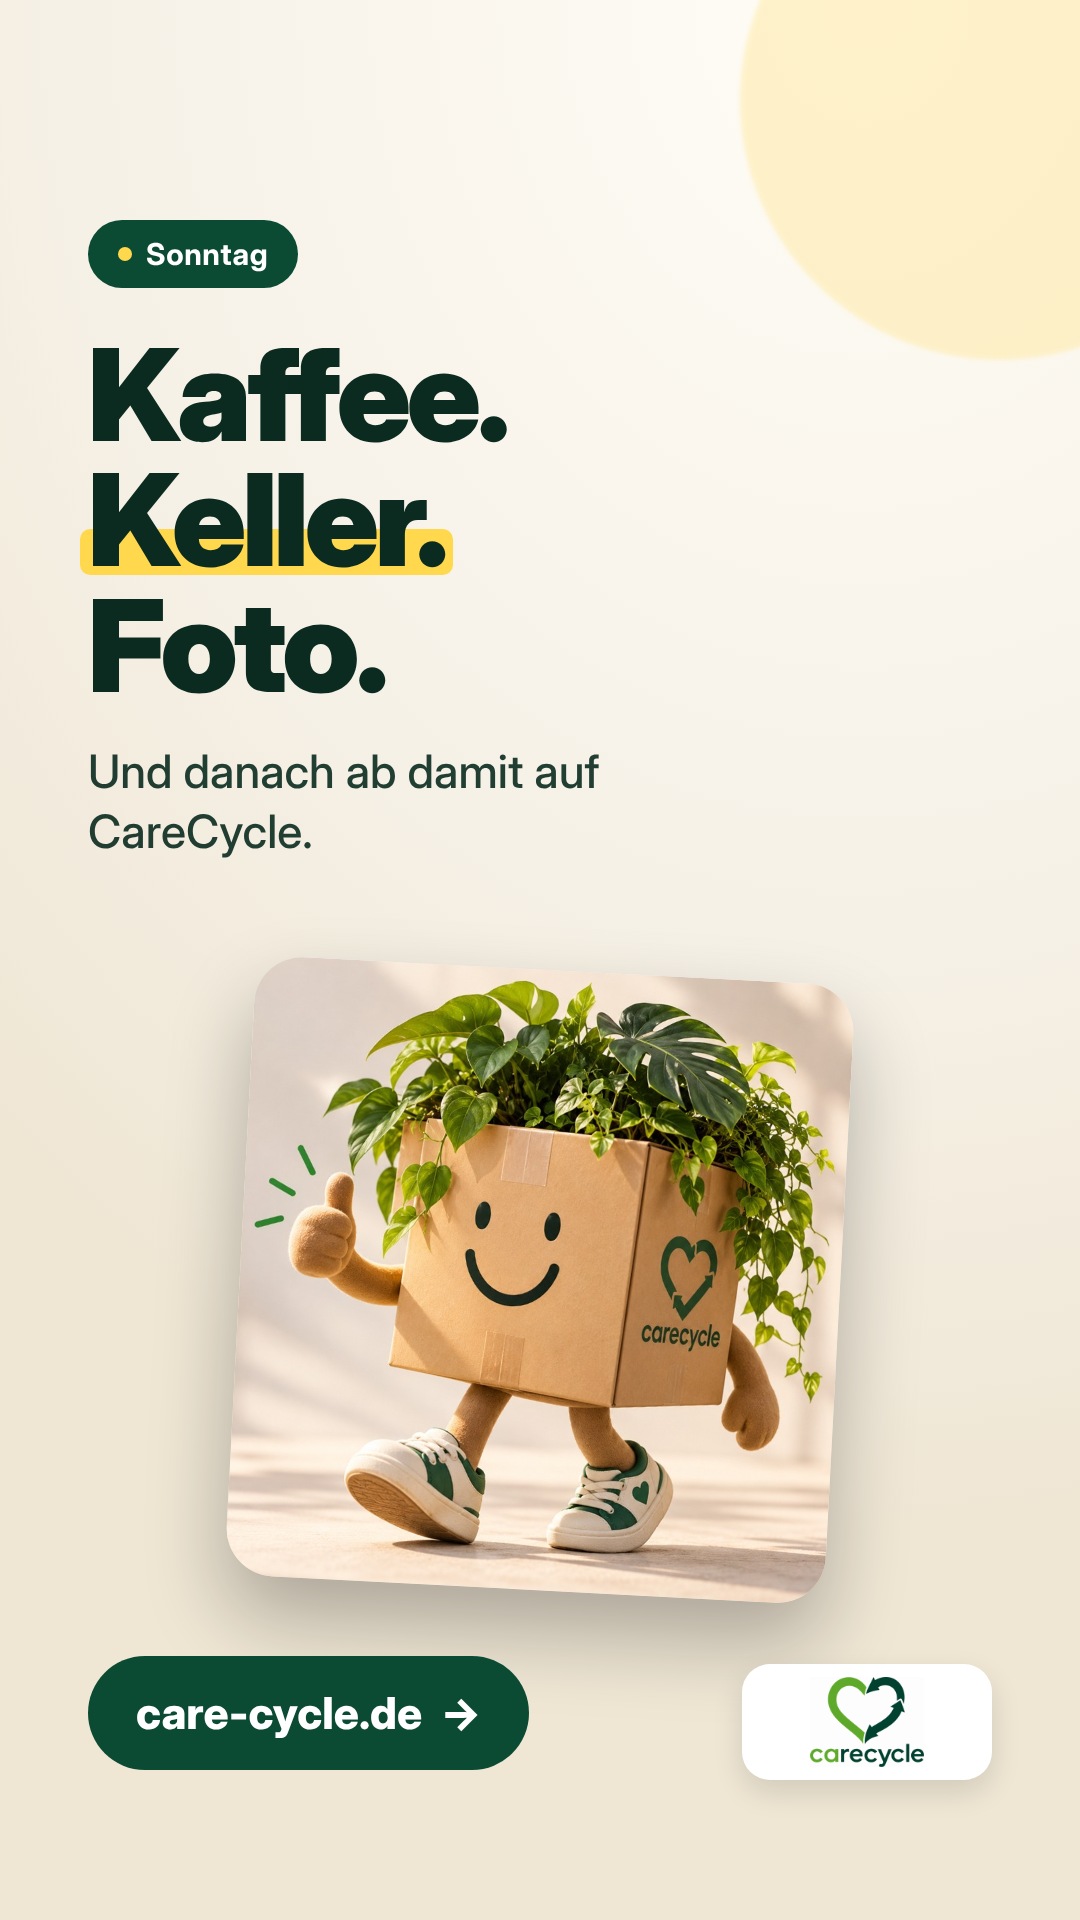 Sonntag
Kaffee.
Keller.
Foto.
Und danach ab damit auf
CareCycle.
carecycle
care-cycle.de →
carecycle